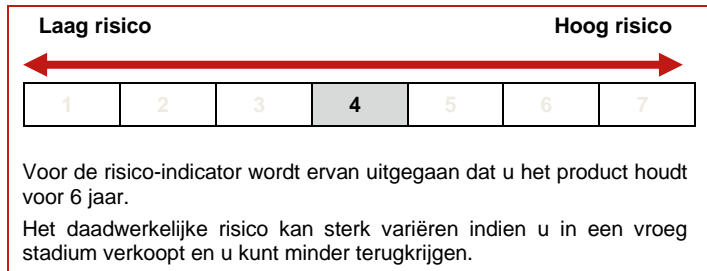 Laag risico Hoog risico
1 2 3 4 5 6 7
Voor de risico-indicator wordt ervan uitgegaan dat u het product houdt
voor 6 jaar.
Het daadwerkelijke risico kan sterk variëren indien u in een vroeg
stadium verkoopt en u kunt minder terugkrijgen.